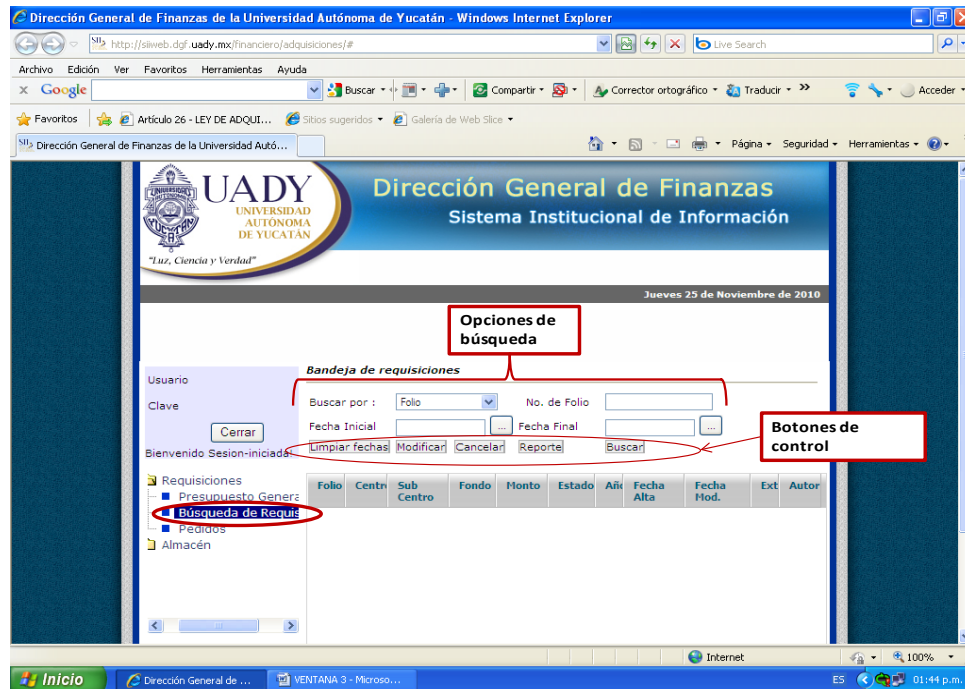 Dirección General de Finanzas de la Universidad Autónoma de Yucatán - Windows Internet Explorer
http://siiweb.dgf.uady.mx/financiero/adquisiciones/#
Live Search
Archivo Edición Ver Favoritos Herramientas Ayuda
x Google Buscar Compartir Corrector ortográfico Traducir >> Acceder
Favoritos Artículo 26 - LEY DE ADQUI... Sitios sugeridos Galería de Web Slice
SII Dirección General de Finanzas de la Universidad Autó... Página Seguridad Herramientas
UADY
UNIVERSIDAD
AUTÓNOMA
DE YUCATÁN
"Luz, Ciencia y Verdad"
Dirección General de Finanzas
Sistema Institucional de Información
Jueves 25 de Noviembre de 2010
Opciones de
búsqueda
Usuario
Clave
Cerrar
Bienvenido Sesion-iniciada!
Bandeja de requisiciones
Buscar por : Folio No. de Folio
Fecha Inicial ... Fecha Final ...
Limpiar fechas Modificar Cancelar Reporte Buscar
Botones de
control
Requisiciones
Presupuesto Genera
Búsqueda de Requis
Pedidos
Almacén
Folio Centro Sub Centro Fondo Monto Estado Año Fecha Alta Fecha Mod. Ext Autor
Internet 100%
Inicio Dirección General de ... VENTANA 3 - Microso... ES 01:44 p.m.